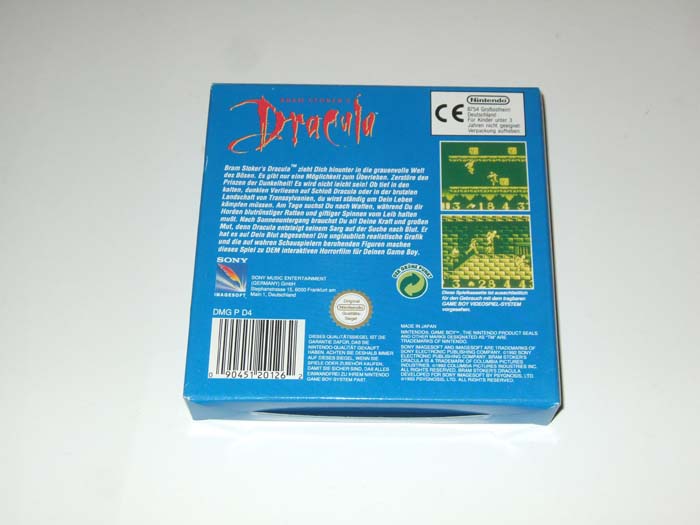 BRAM STOKER'S
Dracula
Nintendo
CE
8754 Großostheim
Deutschland
Für Kinder unter 3
Jahren nicht geeignet
Verpackung aufheben.
Bram Stoker's Dracula™ zieht Dich hinunter in die grauenvolle Welt
des Bösen. Es gibt nur eine Möglichkeit zum Überleben. Zerstöre den
Prinzen der Dunkelheit! Es wird nicht leicht sein! Ob tief in den
kalten, dunklen Verliesen auf Schloß Dracula oder in der brutalen
Landschaft von Transsylvanien, du wirst ständig um Dein Leben
kämpfen müssen. Am Tage suchst Du nach Waffen, während Du dir
Horden blutrünstiger Ratten und giftiger Spinnen vom Leib halten
mußt. Nach Sonnenuntergang brauchst Du all Deine Kraft und großen
Mut, denn Dracula entsteigt seinem Sarg auf der Suche nach Blut. Er
hat es auf Dein Blut abgesehen! Die unglaublich realistische Grafik
und die auf wahren Schauspielern beruhenden Figuren machen
dieses Spiel zu DEM interaktiven Horrorfilm für Deinen Game Boy.
SONY
IMAGESOFT
SONY MUSIC ENTERTAINMENT
(GERMANY) GmbH
Stephanstrasse 15, 6000 Frankfurt am
Main 1, Deutschland
DER GRÜNE PUNKT
Diese Spielkassette ist ausschließlich
für den Gebrauch mit dem tragbaren
GAME BOY VIDEOSPIEL-SYSTEM
vorgesehen.
Original
Nintendo
Qualitäts-
Siegel
DMG P D4
0 90451 20126 2
DIESES QUALITÄTSSIEGEL IST DIE
GARANTIE DAFÜR, DAS SIE
NINTENDO-QUALITÄT GEKAUFT
HABEN. ACHTEN SIE DESHALB IMMER
AUF DIESES SIEGEL, WENN SIE
SPIELE ODER ZUBEHÖR KAUFEN,
DAMIT SIE SICHER SIND, DAS ALLES
EINWANDFREI ZU IHREM NINTENDO
GAME BOY-SYSTEM PAßT.
MADE IN JAPAN
NINTENDO, GAME BOY™, THE NINTENDO PRODUCT SEALS
AND OTHER MARKS DESIGNATED AS "TM" ARE
TRADEMARKS OF NINTENDO.
SONY IMAGESOFT AND IMAGESOFT ARE TRADEMARKS OF
SONY ELECTRONIC PUBLISHING COMPANY. ©1992 SONY
ELECTRONIC PUBLISHING COMPANY. BRAM STOKER'S
DRACULA IS A TRADEMARK OF COLUMBIA PICTURES
INDUSTRIES INC. ©1992 COLUMBIA PICTURES INDUSTRIES INC.
ALL RIGHTS RESERVED. BRAM STOKER'S DRACULA
DEVELOPED FOR SONY IMAGESOFT BY PSYGNOSIS, LTD.
©1992 PSYGNOSIS, LTD.